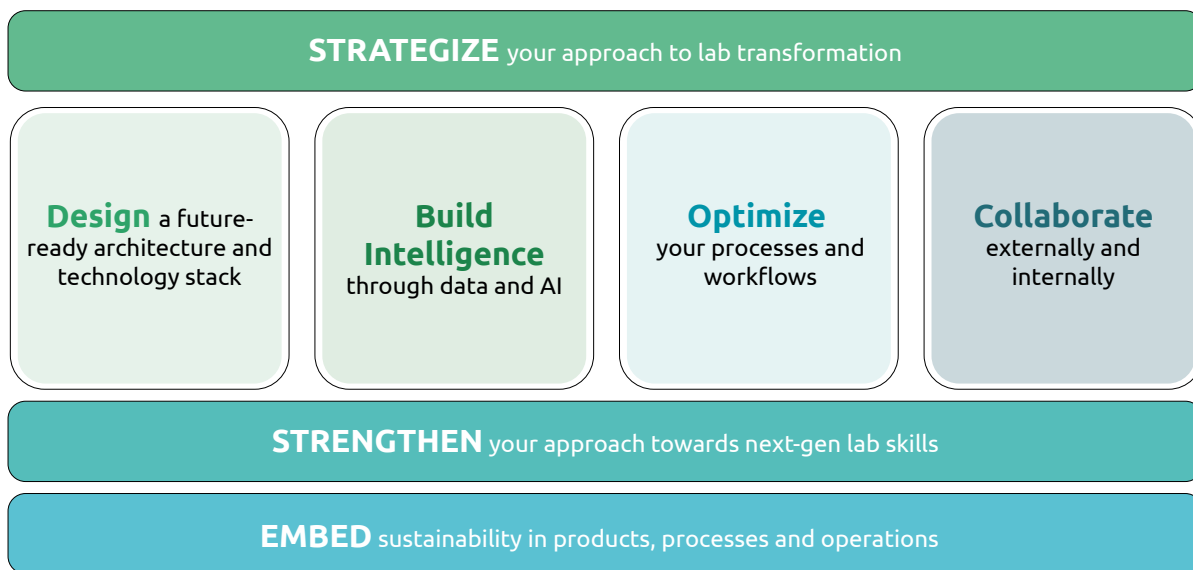 STRATEGIZE your approach to lab transformation
Design a future-
ready architecture and
technology stack
Build
Intelligence
through data and AI
Optimize
your processes and
workflows
Collaborate
externally and
internally
STRENGTHEN your approach towards next-gen lab skills
EMBED sustainability in products, processes and operations